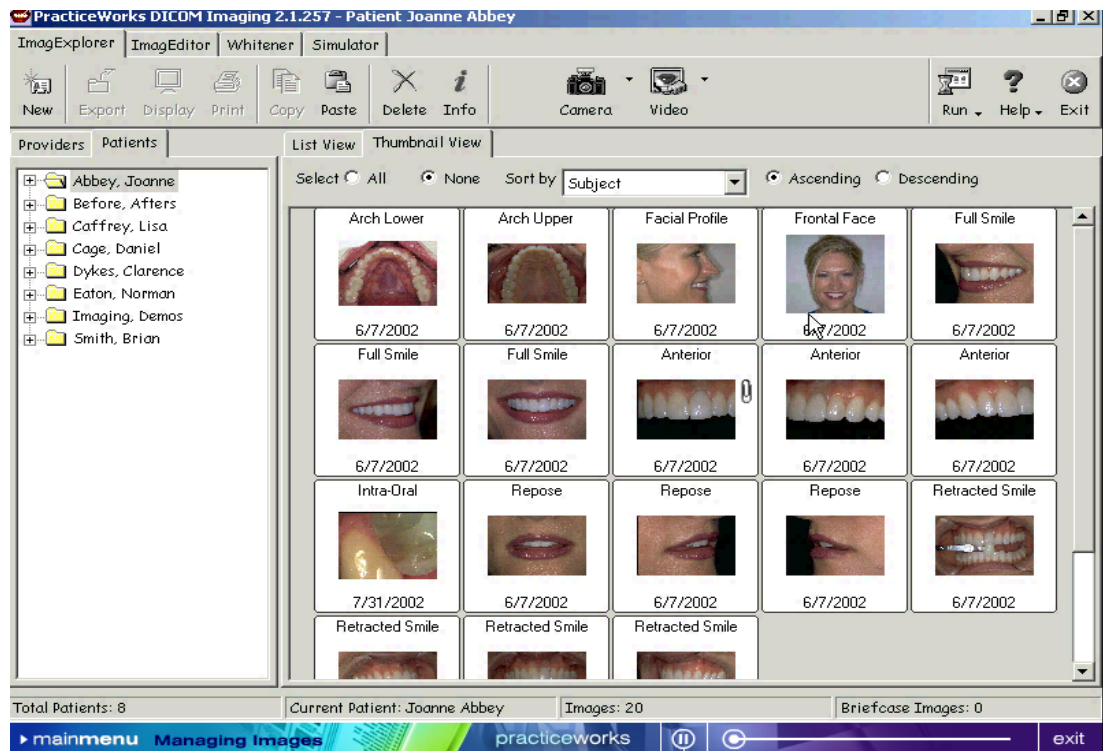 PracticeWorks DICOM Imaging 2.1.257 - Patient Joanne Abbey
ImagExplorer ImagEditor Whitener Simulator
New Export Display Print Copy Paste Delete Info Camera Video Run Help Exit
Providers Patients List View Thumbnail View
Select All None Sort by Subject Ascending Descending
Abbey, Joanne
Before, Afters
Caffrey, Lisa
Cage, Daniel
Dykes, Clarence
Eaton, Norman
Imaging, Demos
Smith, Brian
Arch Lower Arch Upper Facial Profile Frontal Face Full Smile
6/7/2002 6/7/2002 6/7/2002 6/7/2002 6/7/2002
Full Smile Full Smile Anterior Anterior Anterior
6/7/2002 6/7/2002 6/7/2002 6/7/2002 6/7/2002
Intra-Oral Repose Repose Repose Retracted Smile
7/31/2002 6/7/2002 6/7/2002 6/7/2002 6/7/2002
Retracted Smile Retracted Smile Retracted Smile
Total Patients: 8 Current Patient: Joanne Abbey Images: 20 Briefcase Images: 0
mainmenu Managing Images practiceworks exit